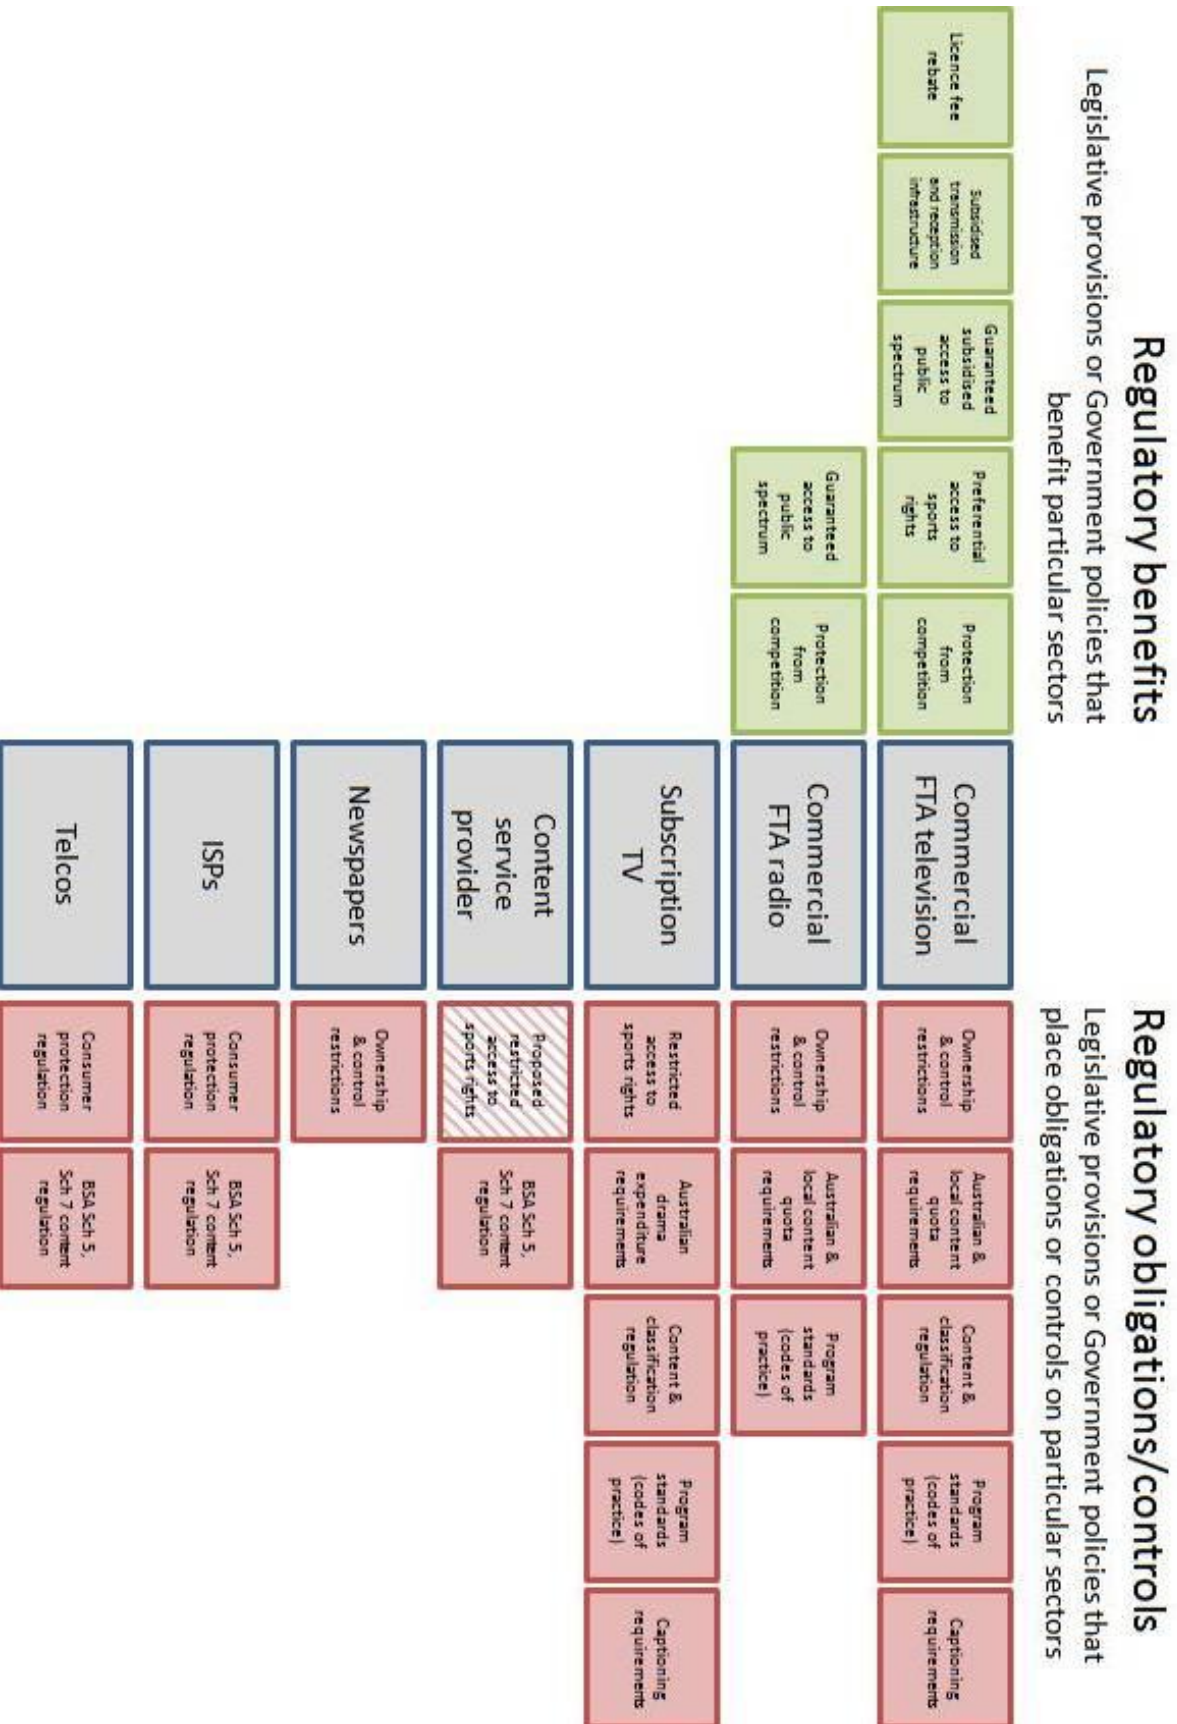 Regulatory benefits
Legislative provisions or Government policies that
benefit particular sectors
Regulatory obligations/controls
Legislative provisions or Government policies that
place obligations or controls on particular sectors
Licence fee
rebate
Subsidised
transmission
and reception
infrastructure
Guaranteed
subsidised
access to
public
spectrum
Preferential
access to
sports
rights
Protection
from
competition
Commercial
FTA television
Ownership
& control
restrictions
Australian &
local content
quota
requirements
Content &
classification
regulation
Program
standards
(codes of
practice)
Captioning
requirements
Guaranteed
access to
public
spectrum
Protection
from
competition
Commercial
FTA radio
Ownership
& control
restrictions
Australian &
local content
quota
requirements
Program
standards
(codes of
practice)
Subscription
TV
Restricted
access to
sports rights
Australian
drama
expenditure
requirements
Content &
classification
regulation
Program
standards
(codes of
practice)
Captioning
requirements
Content
service
provider
Proposed
restricted
access to
sports rights
BSA Sch 5,
Sch 7 content
regulation
Newspapers
Ownership
& control
restrictions
ISPs
Consumer
protection
regulation
BSA Sch 5,
Sch 7 content
regulation
Telcos
Consumer
protection
regulation
BSA Sch 5,
Sch 7 content
regulation